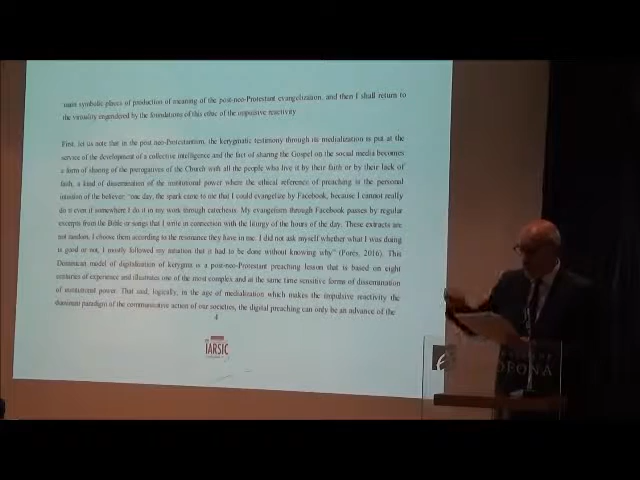 main symbolic places of production of meaning of the post-neo-Protestant evangelization, and then I shall return to
the virtuality engendered by the foundations of this ethic of the impulsive reactivity
First, let us note that in the post neo-Protestantism, the kerygmatic testimony through its medialization is put at the
service of the development of a collective intelligence and the fact of sharing the Gospel on the social media becomes
a form of sharing of the prerogatives of the Church with all the people who live it by their faith or by their lack of
faith, a kind of dissemination of the institutional power where the ethical reference of preaching is the personal
intuition of the believer: "one day, the spark came to me that I could evangelize by Facebook, because I cannot really
do it even if somewhere I do it in my work through catechesis. My evangelism through Facebook passes by regular
excerpts from the Bible or songs that I write in connection with the liturgy of the hours of the day. These extracts are
not random, I choose them according to the resonance they have in me. I did not ask myself whether what I was doing
is good or not, I mostly followed my intuition that it had to be done without knowing why" (Pores, 2016). This
Dominican model of digitalization of kerygma is a post-neo-Protestant preaching lesson that is based on eight
centuries of experience and illustrates one of the most complex and at the same time sensitive forms of dissemination
of institutional power. That said, logically, in the age of medialization which makes the impulsive reactivity the
dominant paradigm of the communicative action of our societies, the digital preaching can only be an advance of the
4
IARSIC